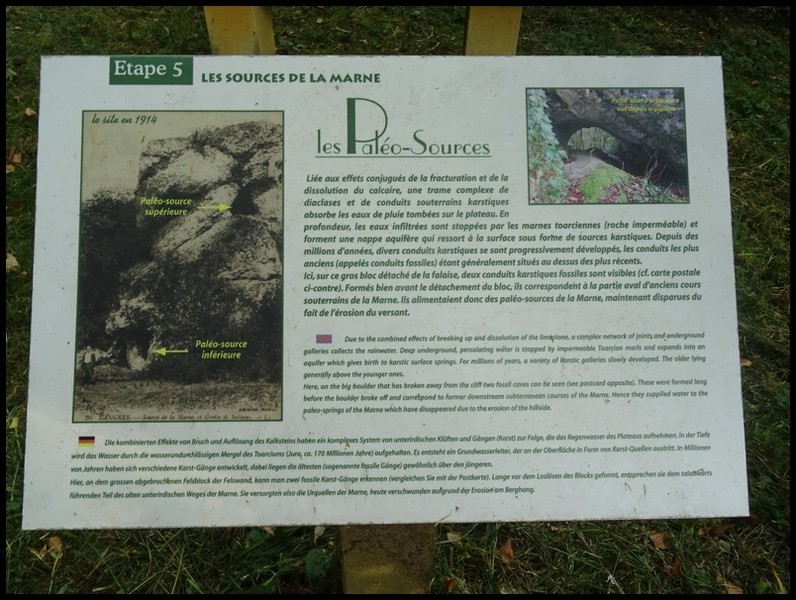 Etape 5
LES SOURCES DE LA MARNE
le site en 1914
Paléo-source
supérieure
Paléo-source
inférieure
LANGRES. — Source de la Marne et Grotte de Sabinus. — LL
les Paléo-Sources
Paléo-source supérieure
Liée aux effets conjugués de la fracturation et de la
dissolution du calcaire, une trame complexe de
diaclases et de conduits souterrains karstiques
absorbe les eaux de pluie tombées sur le plateau. En
profondeur, les eaux infiltrées sont stoppées par les marnes toarciennes (roche imperméable) et
forment une nappe aquifère qui ressort à la surface sous forme de sources karstiques. Depuis des
millions d'années, divers conduits karstiques se sont progressivement développés, les conduits les plus
anciens (appelés conduits fossiles) étant généralement situés au dessus des plus récents.
Ici, sur ce gros bloc détaché de la falaise, deux conduits karstiques fossiles sont visibles (cf. carte postale
ci-contre). Formés bien avant le détachement du bloc, ils correspondent à la partie aval d'anciens cours
souterrains de la Marne. Ils alimentaient donc des paléo-sources de la Marne, maintenant disparues du
fait de l'érosion du versant.
Due to the combined effects of breaking up and dissolution of the limestone, a complex network of joints and underground
galleries collects the rainwater. Deep underground, percolating water is stopped by impermeable Toarcian marls and expands into an
aquifer which gives birth to karstic surface springs. For millions of years, a variety of karstic galleries slowly developed. The older lying
generally above the younger ones.
Here, on the big boulder that has broken away from the cliff two fossil caves can be seen (see postcard opposite). These were formed long
before the boulder broke off and correspond to former downstream subterranean courses of the Marne. Hence they supplied water to the
paleo-springs of the Marne which have disappeared due to the erosion of the hillside.
Die kombinierten Effekte von Bruch und Auflösung des Kalksteins haben ein komplexes System von unterirdischen Klüften und Gängen (Karst) zur Folge, die das Regenwasser des Plateaus aufnehmen. In der Tiefe
wird das Wasser durch die wasserundurchlässigen Mergel des Toarciums (Jura, ca. 170 Millionen Jahre) aufgehalten. Es entsteht ein Grundwasserleiter, der an der Oberfläche in Form von Karst-Quellen austritt. In Millionen
von Jahren haben sich verschiedene Karst-Gänge entwickelt, dabei liegen die ältesten (sogenannte fossile Gänge) gewöhnlich über den jüngeren.
Hier, an dem grossen abgebrochenen Felsblock der Felswand, kann man zwei fossile Karst-Gänge erkennen (vergleichen Sie mit der Postkarte). Lange vor dem Loslösen des Blocks geformt, entsprechen sie dem talabwärts
führenden Teil des alten unterirdischen Weges der Marne. Sie versorgten also die Urquellen der Marne, heute verschwunden aufgrund der Erosion am Berghang.